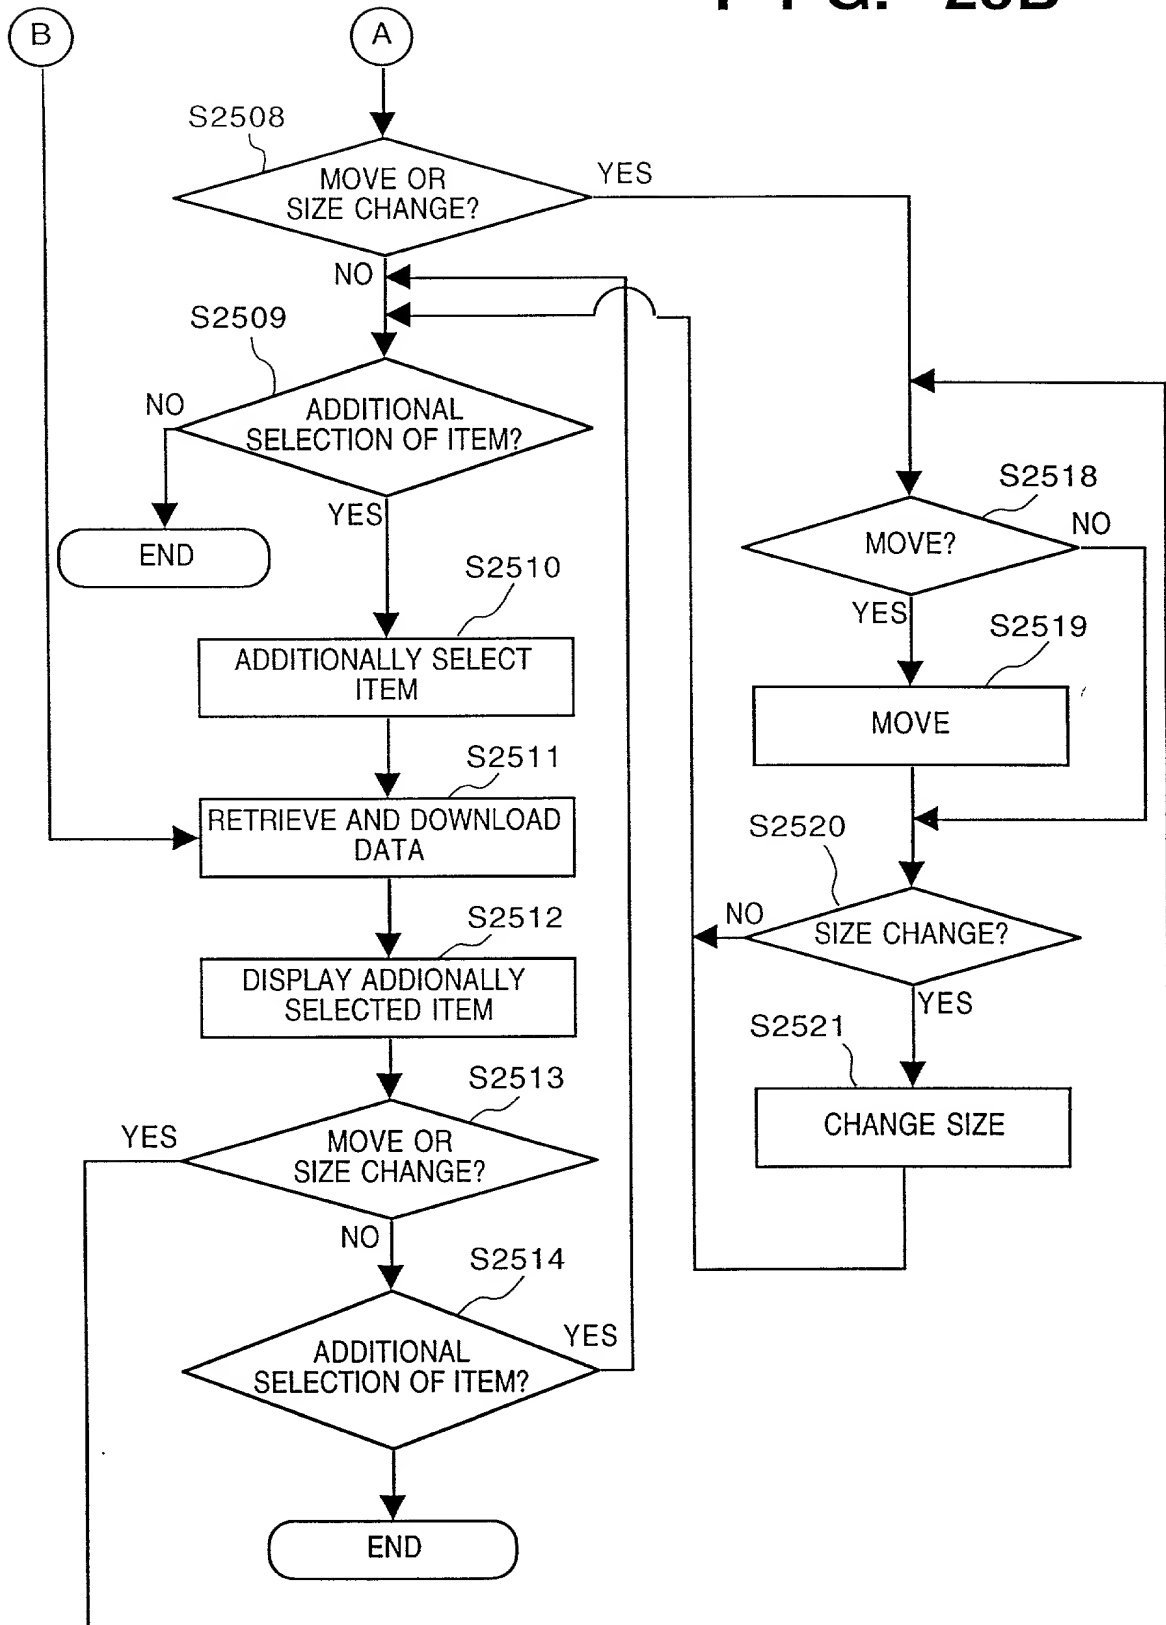 B
A
S2508
MOVE OR
SIZE CHANGE?
YES
NO
S2509
NO
ADDITIONAL
SELECTION OF ITEM?
YES
END
S2518
MOVE?
NO
YES
S2510
ADDITIONALLY SELECT
ITEM
S2519
MOVE
S2511
RETRIEVE AND DOWNLOAD
DATA
S2520
NO
SIZE CHANGE?
YES
S2512
DISPLAY ADDIONALLY
SELECTED ITEM
S2521
CHANGE SIZE
S2513
YES
MOVE OR
SIZE CHANGE?
NO
S2514
YES
ADDITIONAL
SELECTION OF ITEM?
END